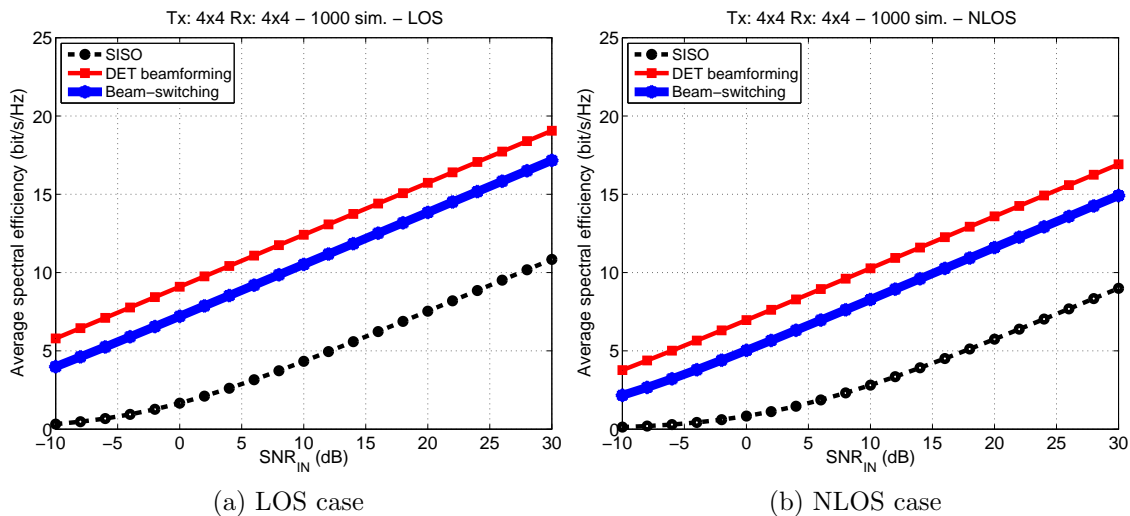 Tx: 4x4 Rx: 4x4 − 1000 sim. − LOS
25
20
15
10
5
0
Average spectral efficiency (bit/s/Hz)
SISO
DET beamforming
Beam−switching
−10 −5 0 5 10 15 20 25 30
SNR_IN (dB)
(a) LOS case
Tx: 4x4 Rx: 4x4 − 1000 sim. − NLOS
25
20
15
10
5
0
Average spectral efficiency (bit/s/Hz)
SISO
DET beamforming
Beam−switching
−10 −5 0 5 10 15 20 25 30
SNR_IN (dB)
(b) NLOS case